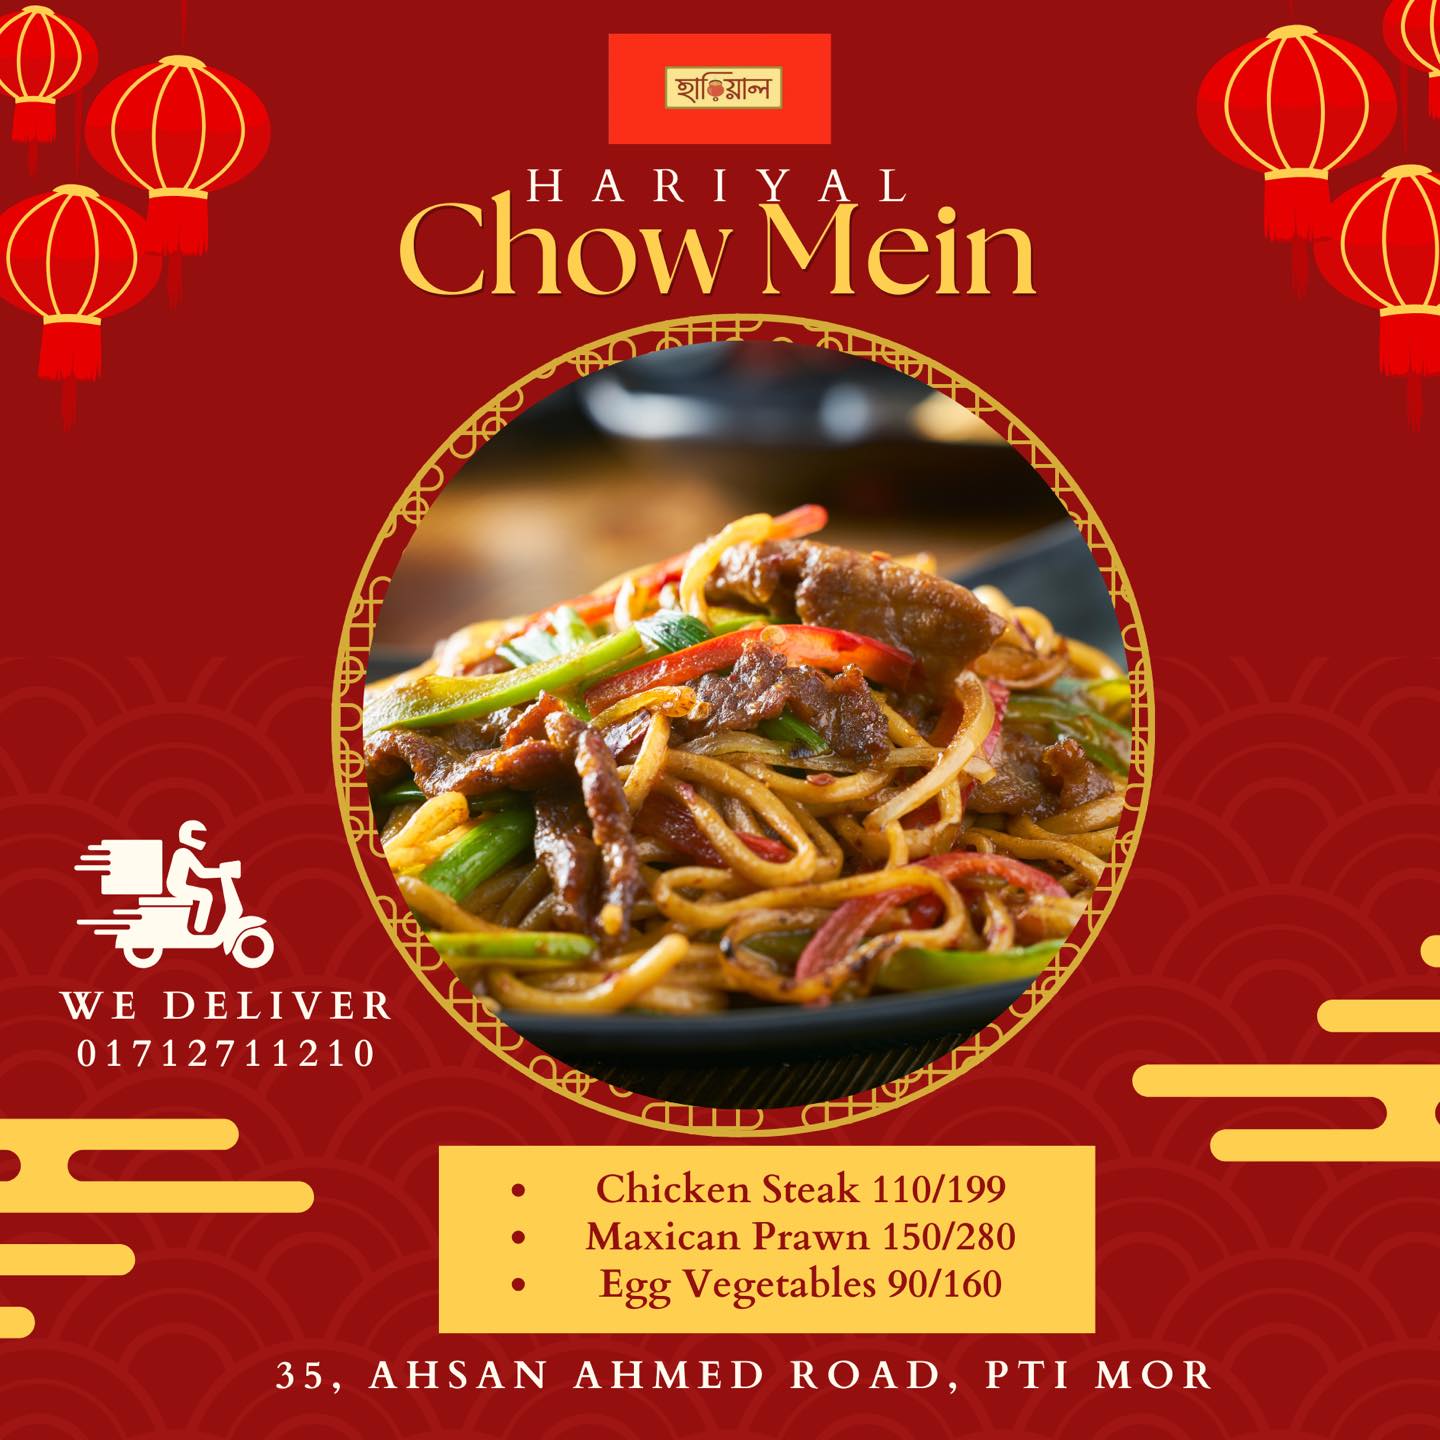 হারিয়াল
HARIYAL
Chow Mein
WE DELIVER
01712711210
• Chicken Steak 110/199
• Maxican Prawn 150/280
• Egg Vegetables 90/160
35, AHSAN AHMED ROAD, PTI MOR